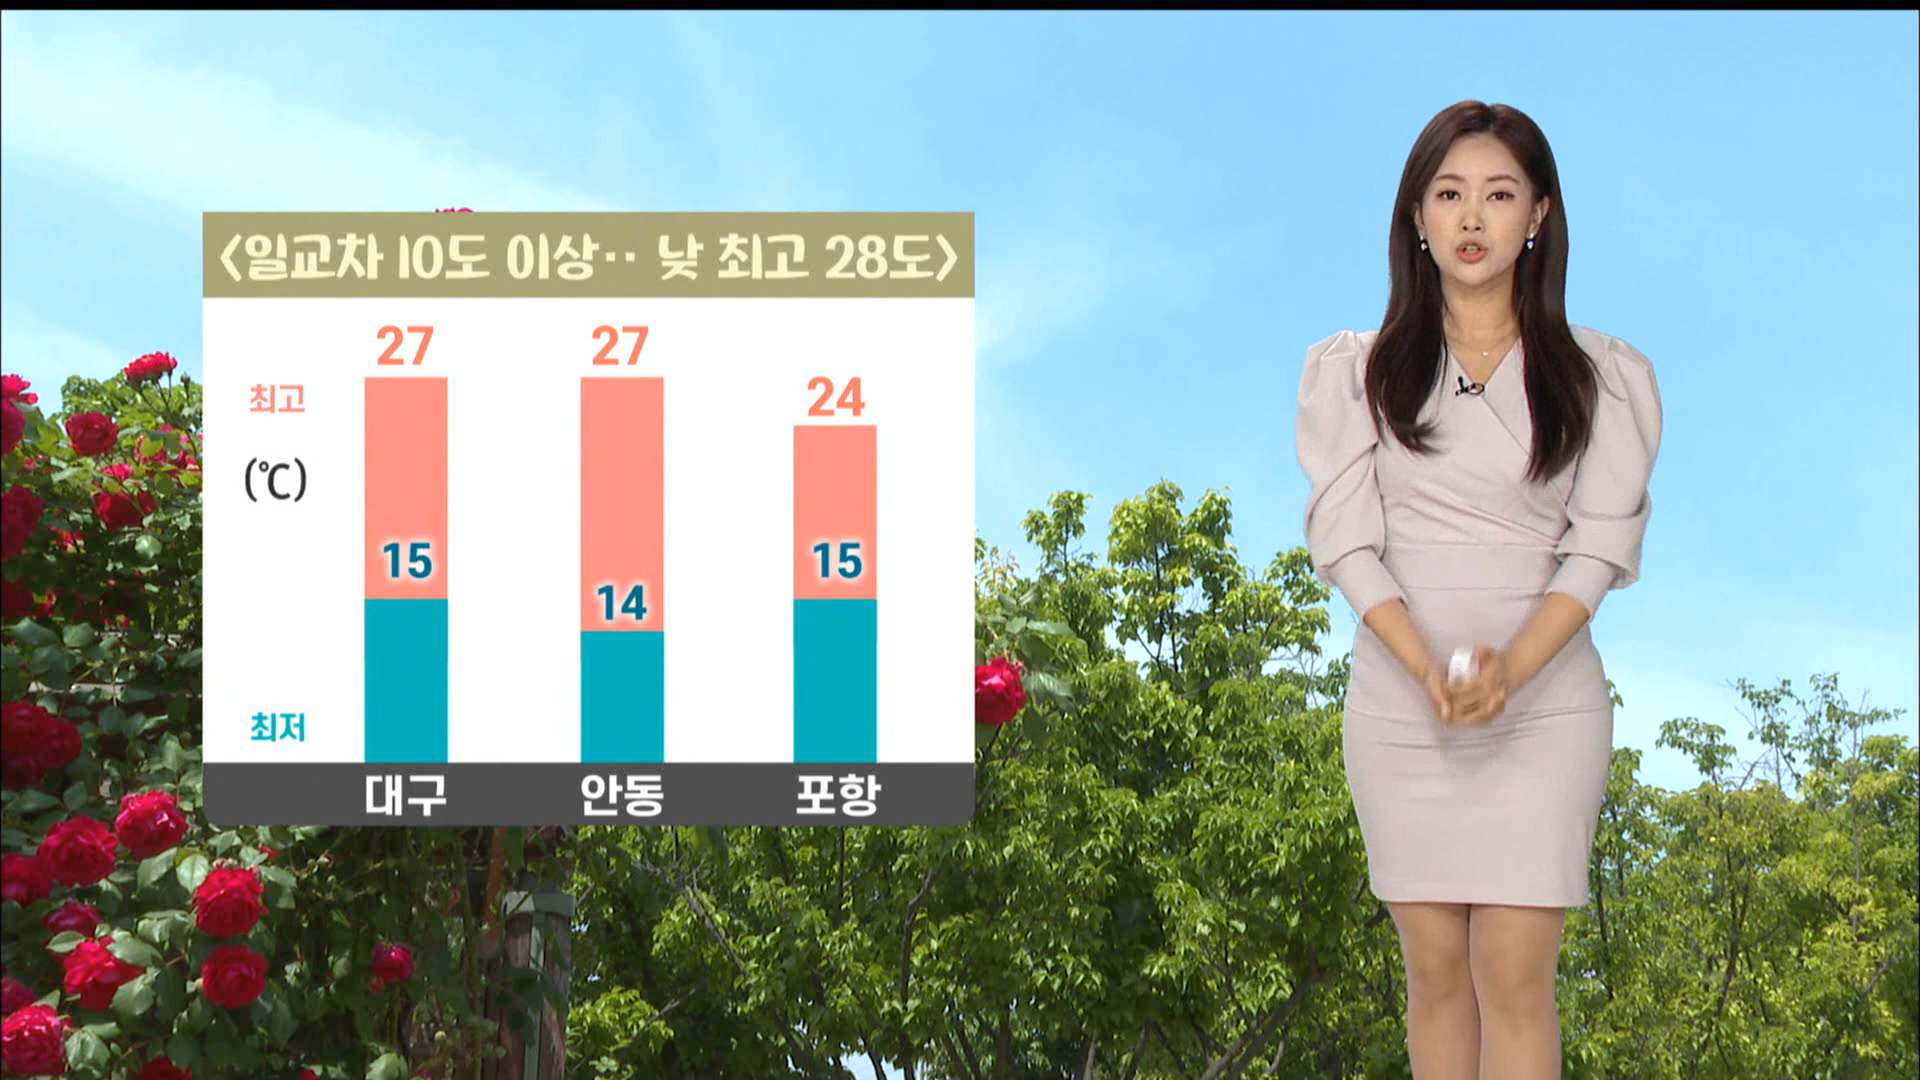 <일교차 10도 이상·· 낮 최고 28도>
27 27 24
최고
(℃)
15 14 15
최저
대구 안동 포항